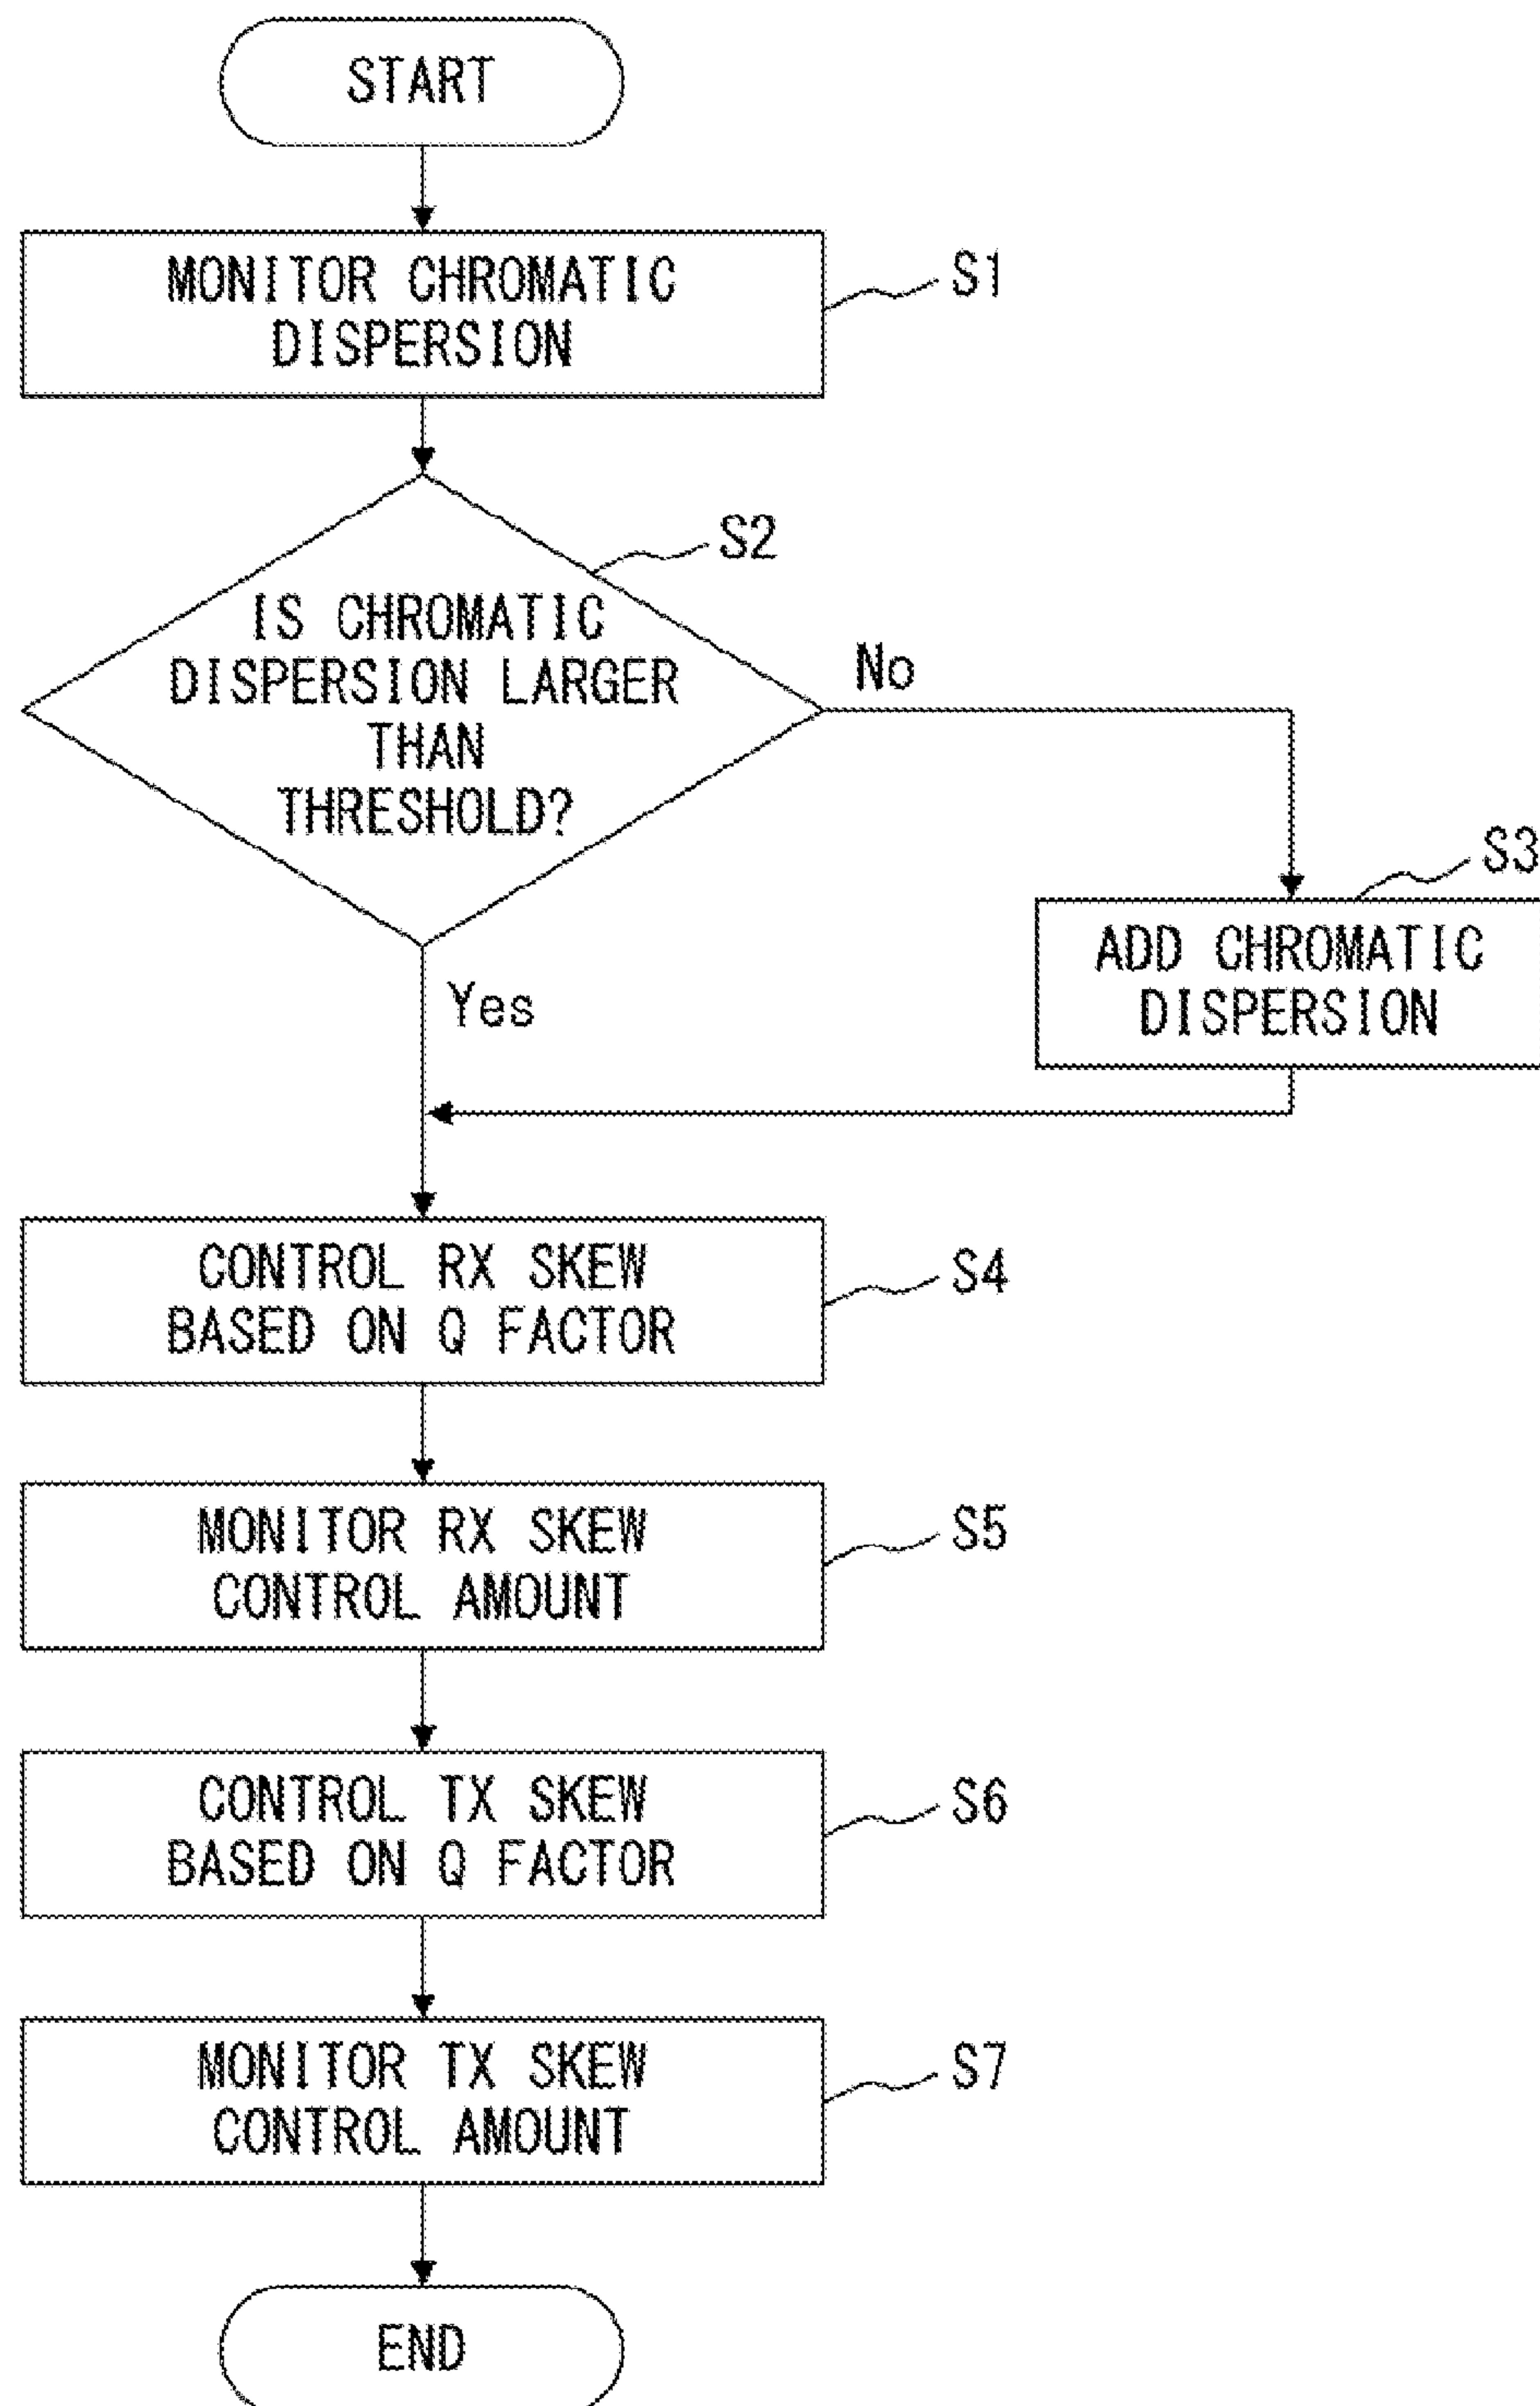 START
MONITOR CHROMATIC
DISPERSION
S1
S2
IS CHROMATIC
DISPERSION LARGER
THAN
THRESHOLD?
No
S3
ADD CHROMATIC
DISPERSION
Yes
CONTROL RX SKEW
BASED ON Q FACTOR
S4
MONITOR RX SKEW
CONTROL AMOUNT
S5
CONTROL TX SKEW
BASED ON Q FACTOR
S6
MONITOR TX SKEW
CONTROL AMOUNT
S7
END